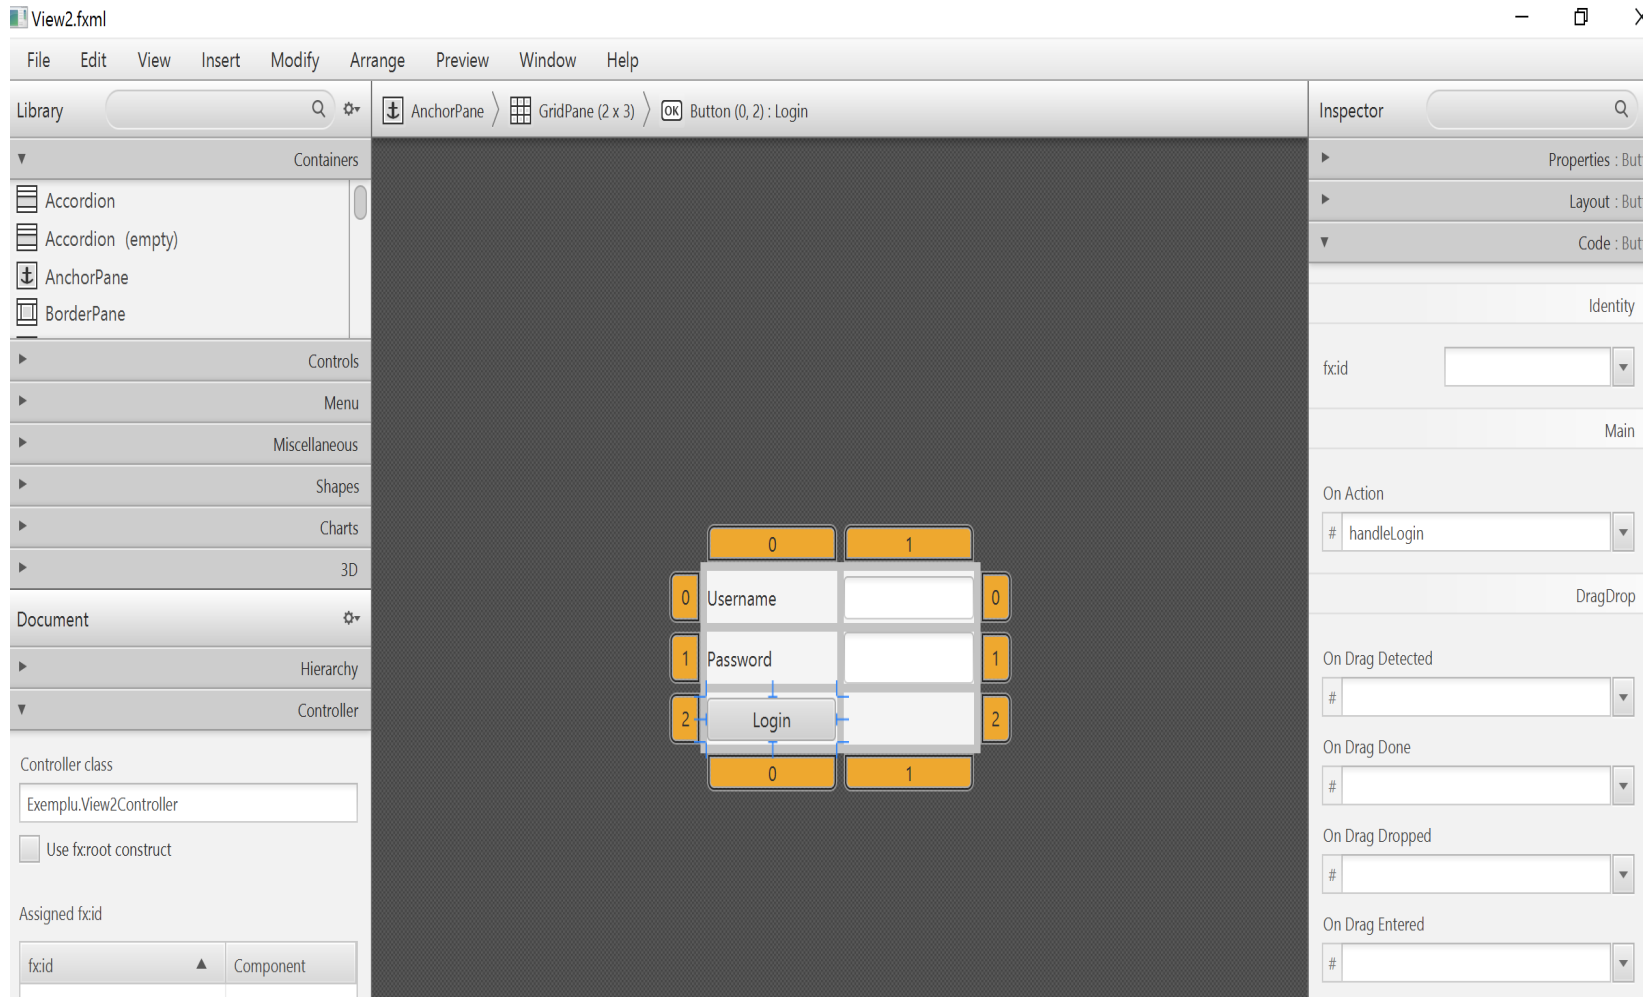 View2.fxml
File Edit View Insert Modify Arrange Preview Window Help
Library
Containers
Accordion
Accordion (empty)
AnchorPane
BorderPane
Controls
Menu
Miscellaneous
Shapes
Charts
3D
Document
Hierarchy
Controller
Controller class
Exemplu.View2Controller
Use fx:root construct
Assigned fx:id
fx:id Component
AnchorPane GridPane (2 x 3) OK Button (0, 2) : Login
0 1
0 Username 0
1 Password 1
2 Login 2
0 1
Inspector
Properties : But
Layout : But
Code : But
Identity
fx:id
Main
On Action
# handleLogin
DragDrop
On Drag Detected
#
On Drag Done
#
On Drag Dropped
#
On Drag Entered
#